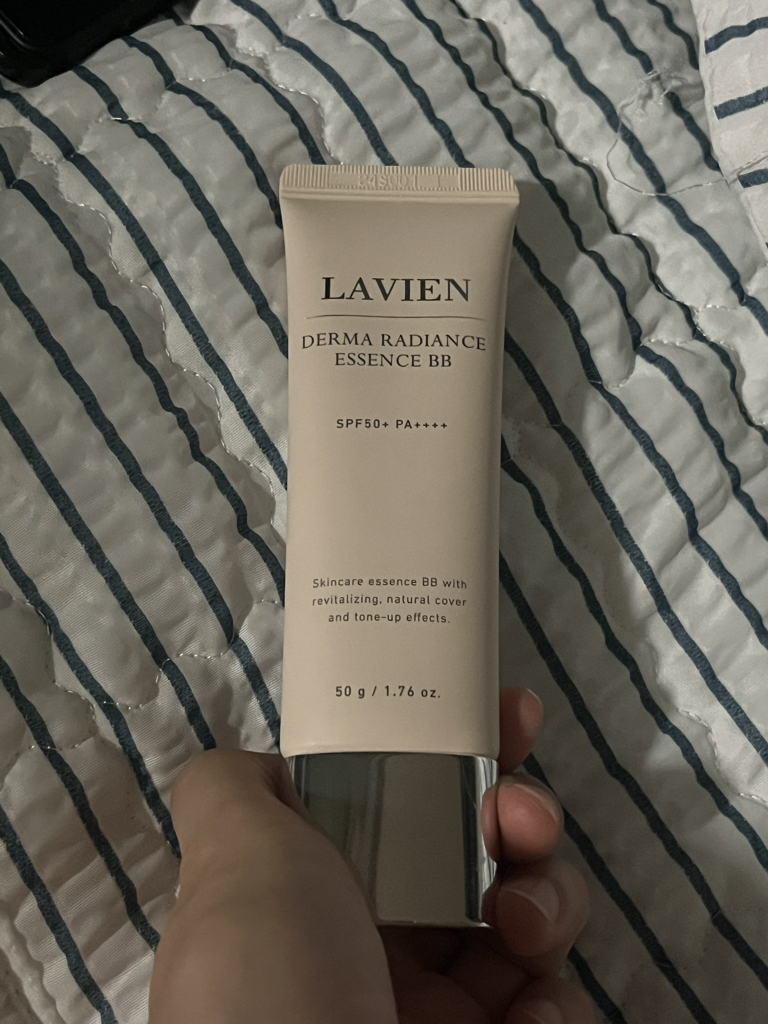 LAVIEN
DERMA RADIANCE
ESSENCE BB
SPF50+ PA++++
Skincare essence BB with
revitalizing, natural cover
and tone-up effects.
50 g / 1.76 oz.